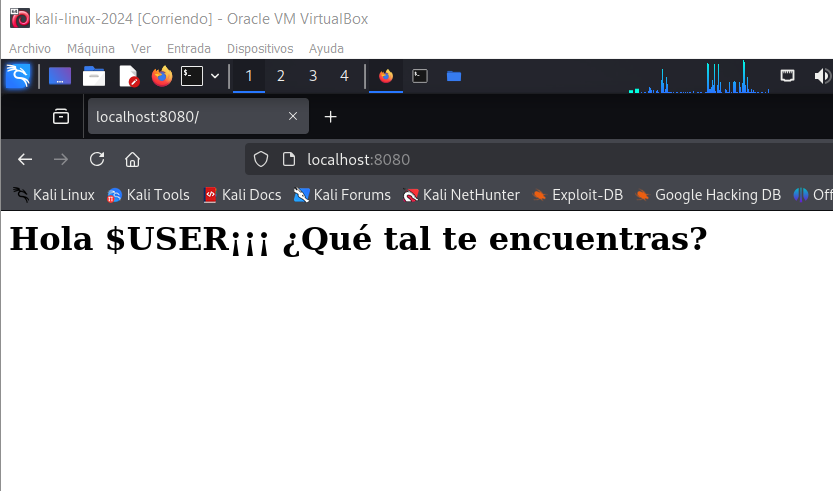 kali-linux-2024 [Corriendo] - Oracle VM VirtualBox
Archivo Máquina Ver Entrada Dispositivos Ayuda
1 2 3 4
localhost:8080/
localhost:8080
Kali Linux Kali Tools Kali Docs Kali Forums Kali NetHunter Exploit-DB Google Hacking DB Off
Hola $USER¡¡¡ ¿Qué tal te encuentras?